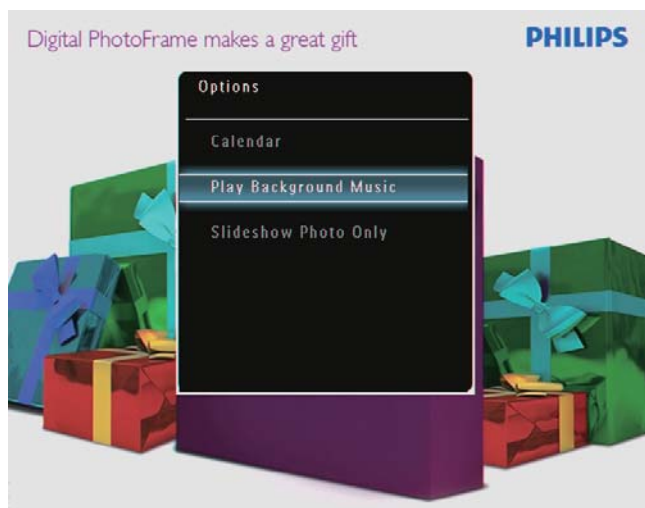 Digital PhotoFrame makes a great gift
PHILIPS
Options
Calendar
Play Background Music
Slideshow Photo Only